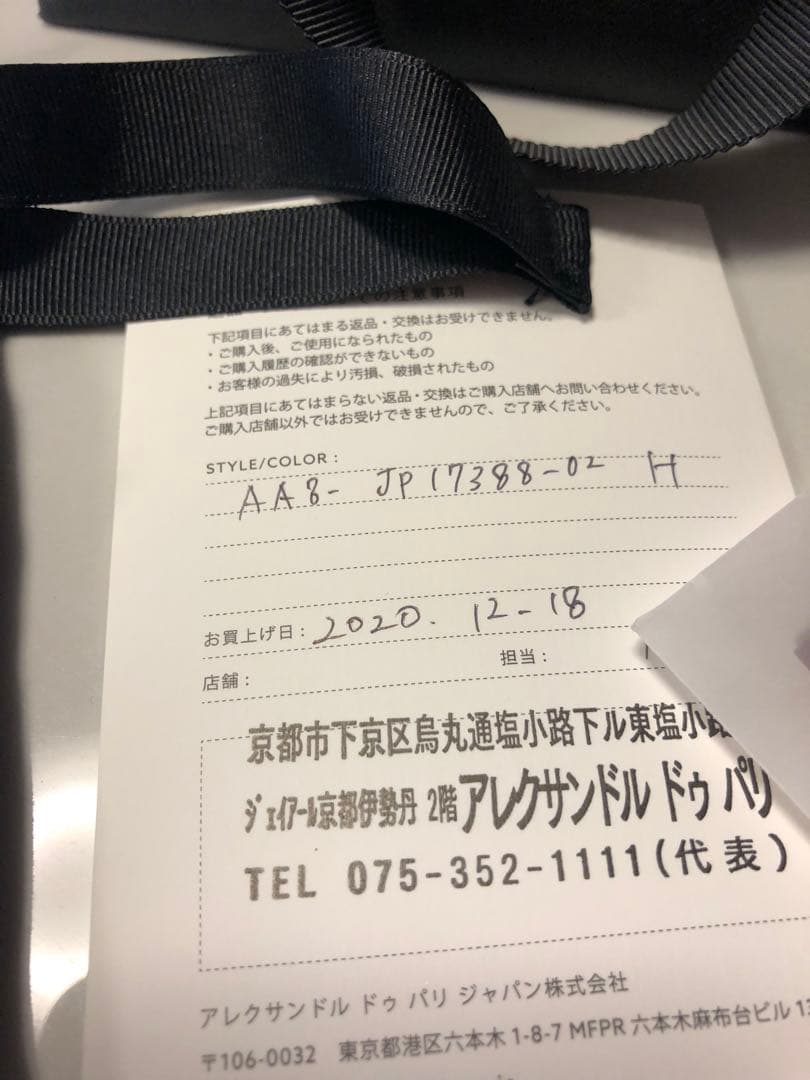 の注意事項
下記項目にあてはまる返品・交換はお受けできません。
・ご購入後、ご使用になられたもの
・ご購入履歴の確認ができないもの
・お客様の過失により汚損、破損されたもの
上記項目にあてはまらない返品・交換はご購入店舗へお問い合わせください。
ご購入店舗以外ではお受けできませんので、ご了承ください。
STYLE/COLOR :
AA8- JP17388-02 H
お買上げ日 : 2020. 12-18
店舗 : 担当 :
京都市下京区烏丸通塩小路下ル東塩小
ジェイアール京都伊勢丹 2階アレクサンドル ドゥ パリ
TEL 075-352-1111(代表)
アレクサンドル ドゥ パリ ジャパン株式会社
〒106-0032 東京都港区六本木 1-8-7 MFPR 六本木麻布台ビル